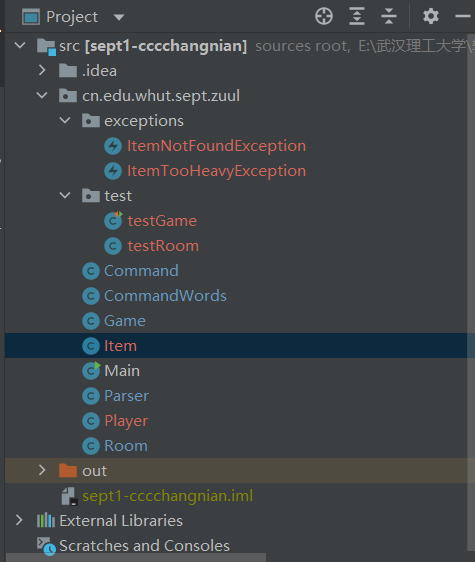 Project
src [sept1-cccchangnian] sources root, E:\武汉理工大学\
.idea
cn.edu.whut.sept.zuul
exceptions
ItemNotFoundException
ItemTooHeavyException
test
testGame
testRoom
Command
CommandWords
Game
Item
Main
Parser
Player
Room
out
sept1-cccchangnian.iml
External Libraries
Scratches and Consoles